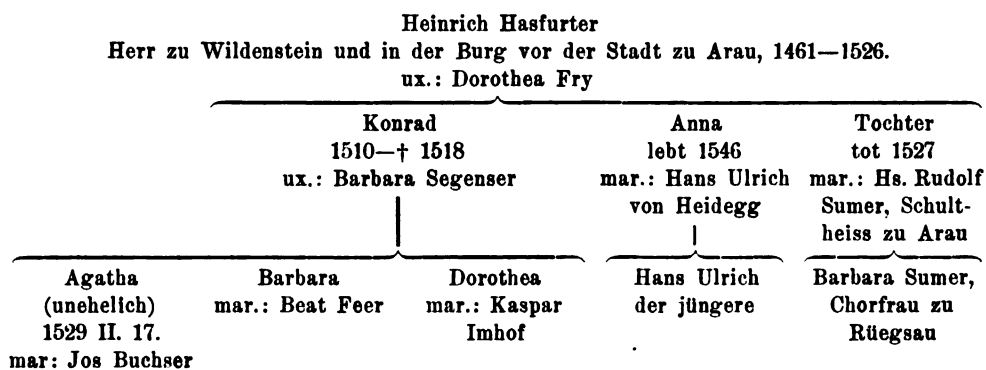 Heinrich Hasfurter
Herr zu Wildenstein und in der Burg vor der Stadt zu Arau, 1461—1526.
ux.: Dorothea Fry
Konrad
1510—† 1518
ux.: Barbara Segenser
Anna
lebt 1546
mar.: Hans Ulrich
von Heidegg
Tochter
tot 1527
mar.: Hs. Rudolf
Sumer, Schult-
heiss zu Arau
Agatha
(unehelich)
1529 II. 17.
mar: Jos Buchser
Barbara
mar.: Beat Feer
Dorothea
mar.: Kaspar
Imhof
Hans Ulrich
der jüngere
Barbara Sumer,
Chorfrau zu
Rüegsau